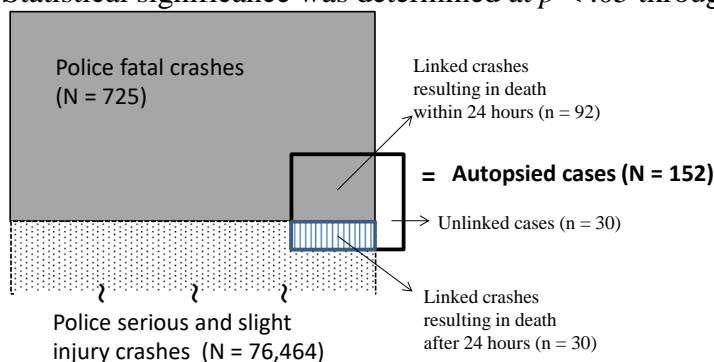 Statistical significance was determined at p < .05 through
Police fatal crashes
(N = 725)
Linked crashes
resulting in death
within 24 hours (n = 92)
= Autopsied cases (N = 152)
Unlinked cases (n = 30)
Linked crashes
resulting in death
after 24 hours (n = 30)
Police serious and slight
injury crashes (N = 76,464)